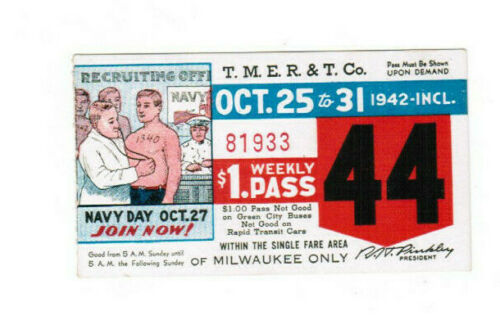 RECRUITING OFFI
NAVY
1340
NAVY DAY OCT. 27
JOIN NOW!
Good from 5 A.M. Sunday until
5 A.M. the Following Sunday
T. M. E. R. & T. Co.
Pass Must Be Shown
UPON DEMAND
OCT. 25 TO 31 1942-INCL.
81933
$1. WEEKLY PASS
44
$1.00 Pass Not Good
on Green City Buses
Not Good on
Rapid Transit Cars
WITHIN THE SINGLE FARE AREA
OF MILWAUKEE ONLY
PRESIDENT